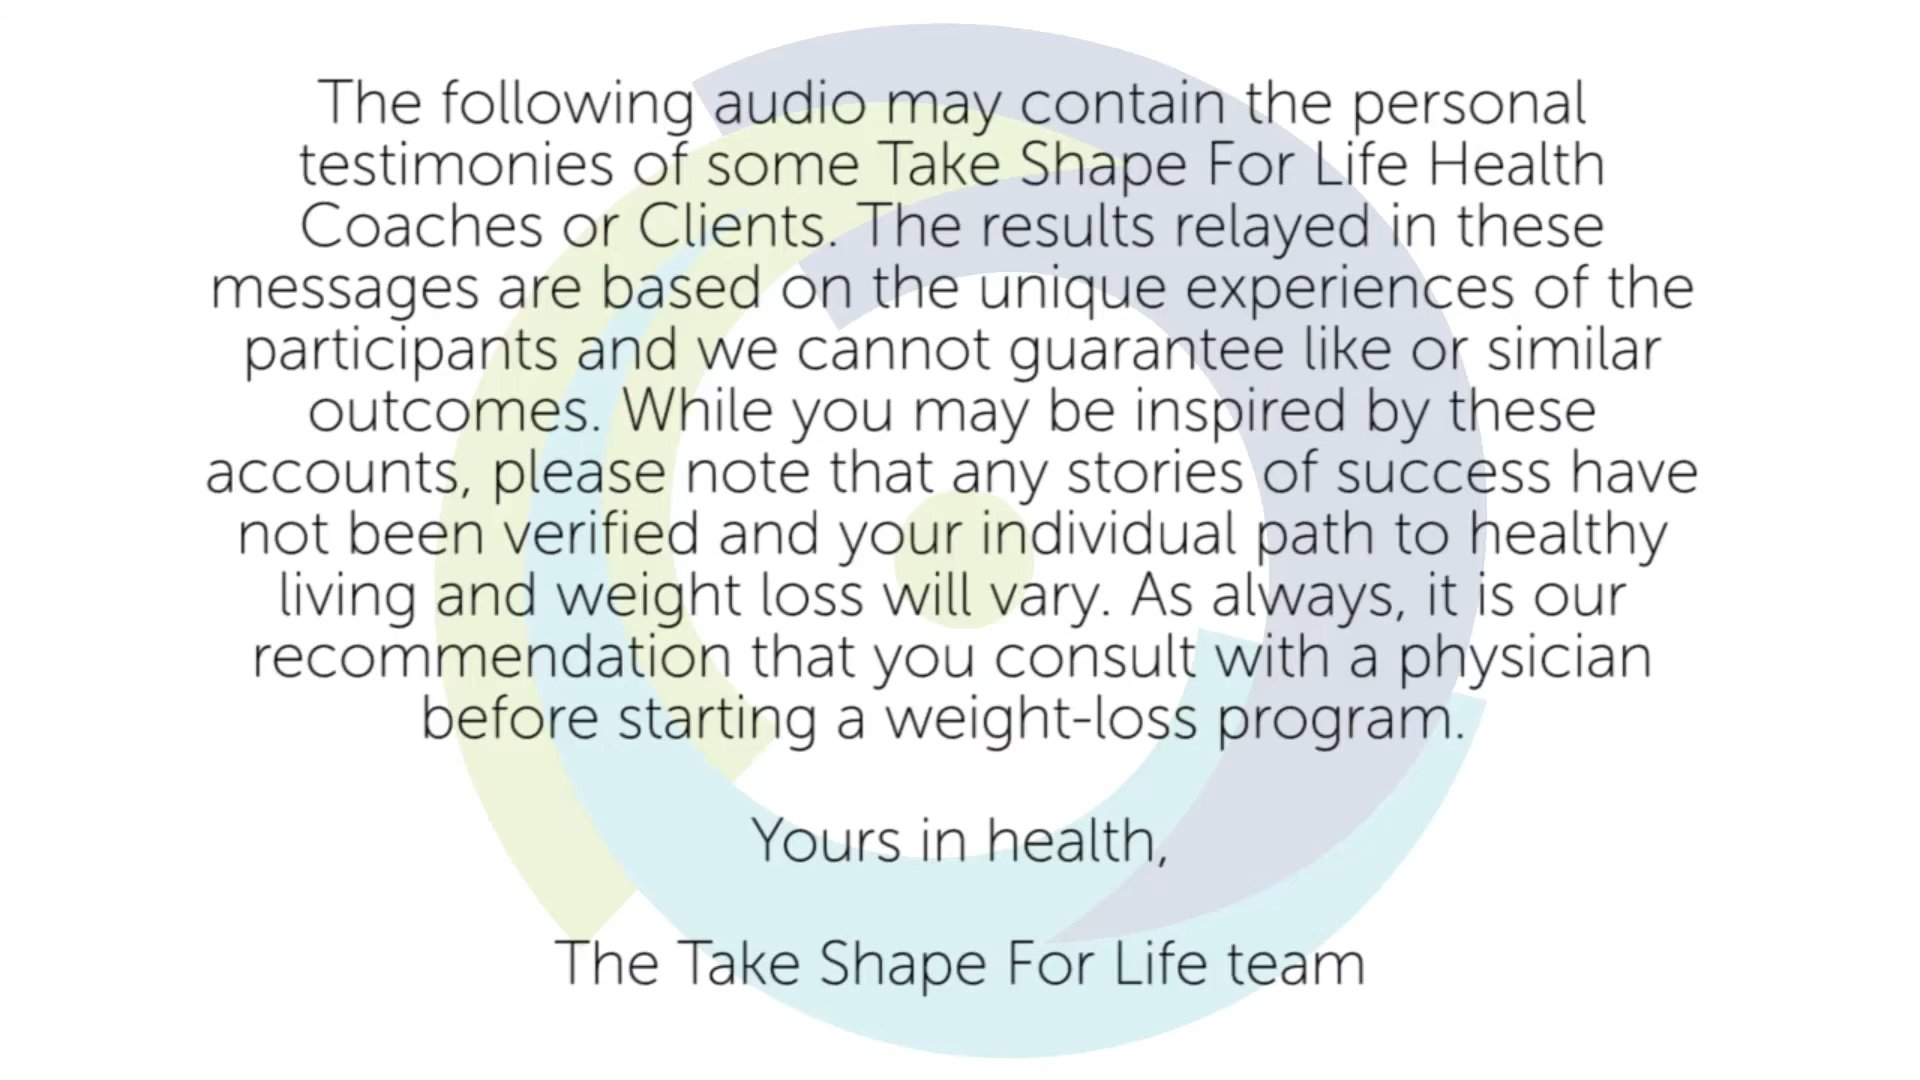 The following audio may contain the personal
testimonies of some Take Shape For Life Health
Coaches or Clients. The results relayed in these
messages are based on the unique experiences of the
participants and we cannot guarantee like or similar
outcomes. While you may be inspired by these
accounts, please note that any stories of success have
not been verified and your individual path to healthy
living and weight loss will vary. As always, it is our
recommendation that you consult with a physician
before starting a weight-loss program.
Yours in health,
The Take Shape For Life team